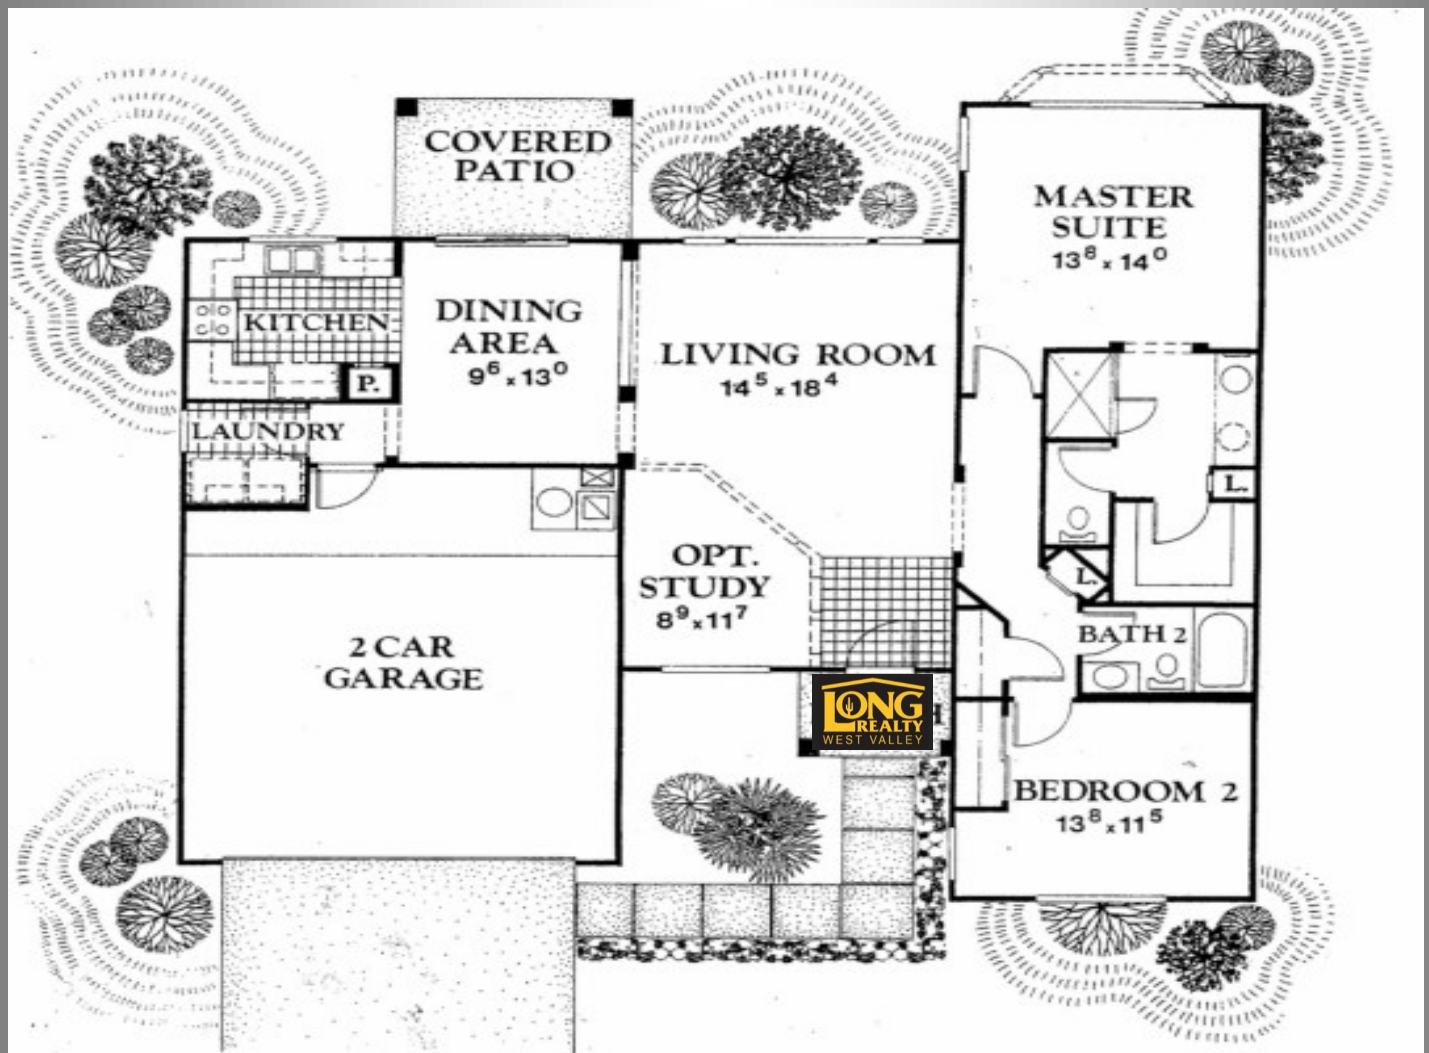 COVERED
PATIO
MASTER
SUITE
13⁸ x 14⁰
KITCHEN
P.
DINING
AREA
9⁶ x 13⁰
LIVING ROOM
14⁵ x 18⁴
LAUNDRY
L.
OPT.
STUDY
8⁹ x 11⁷
L.
2 CAR
GARAGE
BATH 2
LONG
REALTY
WEST VALLEY
BEDROOM 2
13⁸ x 11⁵